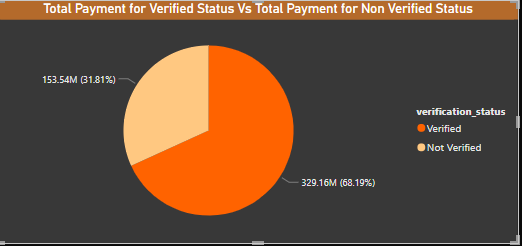 Total Payment for Verified Status Vs Total Payment for Non Verified Status
153.54M (31.81%)
verification_status
Verified
Not Verified
329.16M (68.19%)